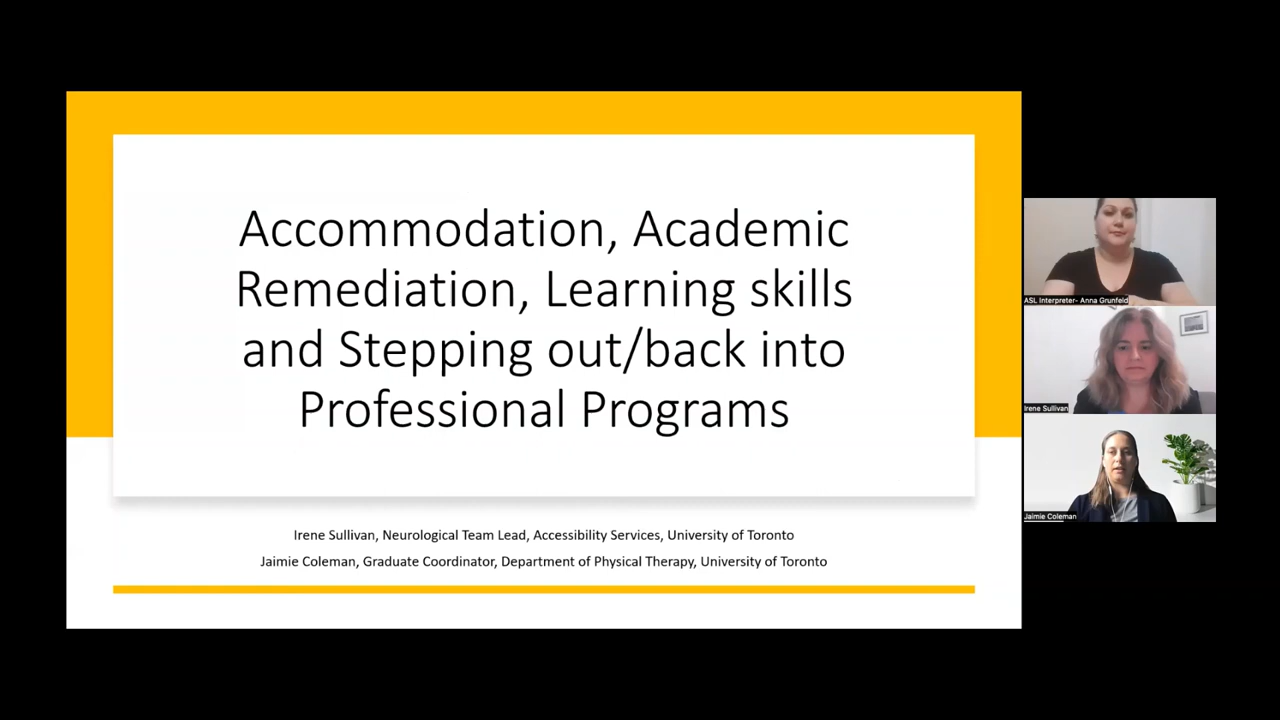 Accommodation, Academic
Remediation, Learning skills
and Stepping out/back into
Professional Programs
Irene Sullivan, Neurological Team Lead, Accessibility Services, University of Toronto
Jaimie Coleman, Graduate Coordinator, Department of Physical Therapy, University of Toronto
ASL Interpreter- Anna Grunfeld
Irene Sullivan
Jaimie Coleman